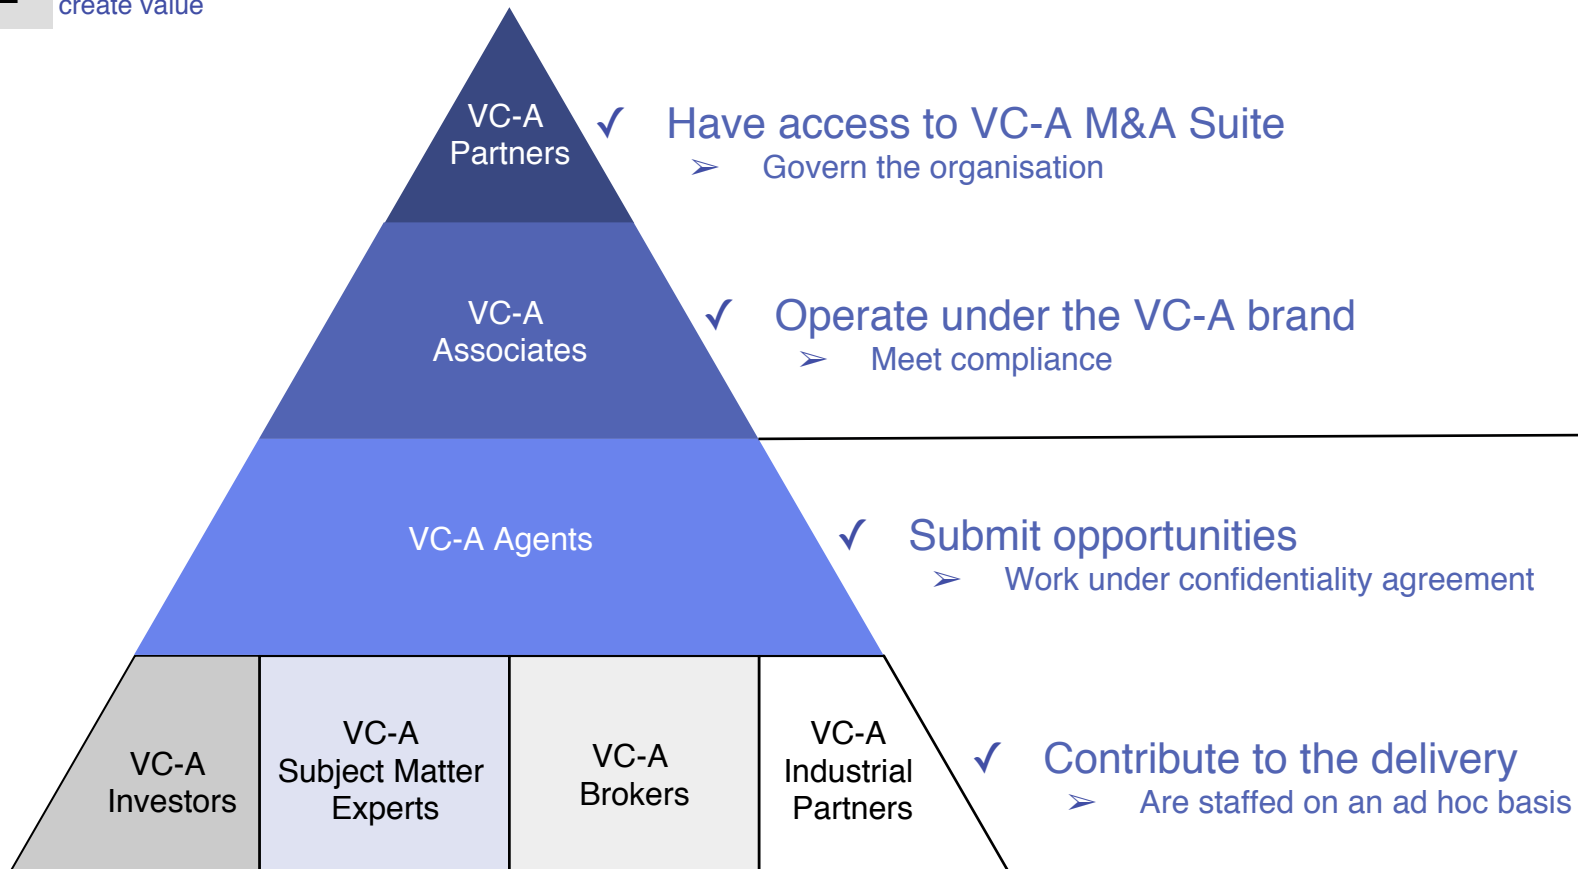 create value
VC-A
Partners
✓ Have access to VC-A M&A Suite
➢ Govern the organisation
VC-A
Associates
✓ Operate under the VC-A brand
➢ Meet compliance
VC-A Agents
✓ Submit opportunities
➢ Work under confidentiality agreement
VC-A
Investors
VC-A
Subject Matter
Experts
VC-A
Brokers
VC-A
Industrial
Partners
✓ Contribute to the delivery
➢ Are staffed on an ad hoc basis